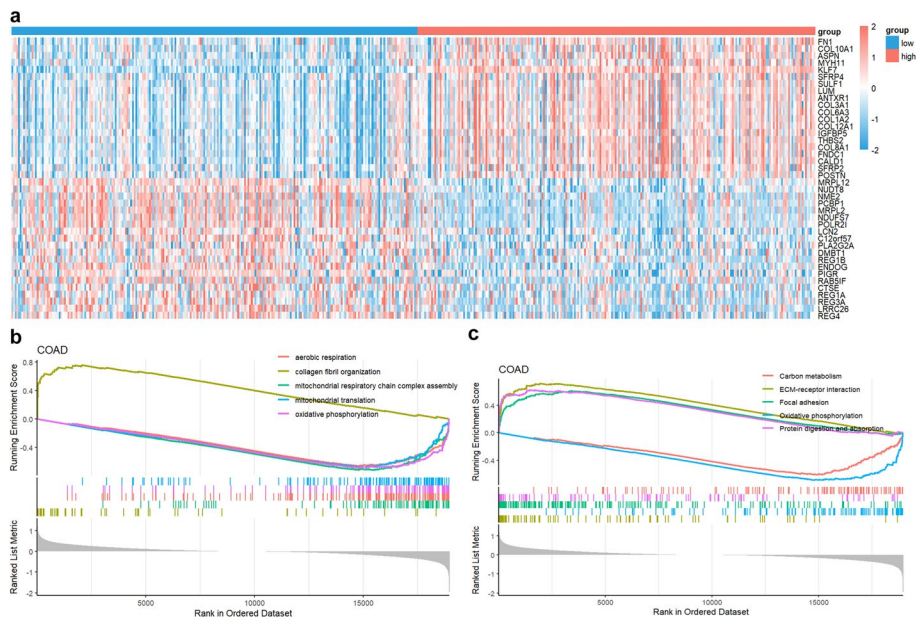 a
group
FN1
COL10A1
ASPN
MYH11
KLF7
SFRP4
SULF1
LUM
ANTXR1
COL3A1
COL6A3
COL1A2
COL12A1
IGFBP5
THBS2
COL8A1
FNDC1
CALD1
SFRP2
POSTN
MRPL12
NUDT8
NME2
PCBP1
MRPL2
NDUFS7
POLR2I
LCN2
C12orf57
PLA2G2A
DMBT1
REG1B
ENDOG
PIGR
RAB5IF
CTSE
REG1A
REG3A
LRRC26
REG4
2
1
0
-1
-2
group
low
high
b
COAD
Running Enrichment Score
0.8
0.4
0.0
-0.4
aerobic respiration
collagen fibril organization
mitochondrial respiratory chain complex assembly
mitochondrial translation
oxidative phosphorylation
Ranked List Metric
1
0
-1
-2
5000
10000
15000
Rank in Ordered Dataset
c
COAD
Running Enrichment Score
0.4
0.0
-0.4
Carbon metabolism
ECM-receptor interaction
Focal adhesion
Oxidative phosphorylation
Protein digestion and absorption
Ranked List Metric
1
0
-1
-2
5000
10000
15000
Rank in Ordered Dataset